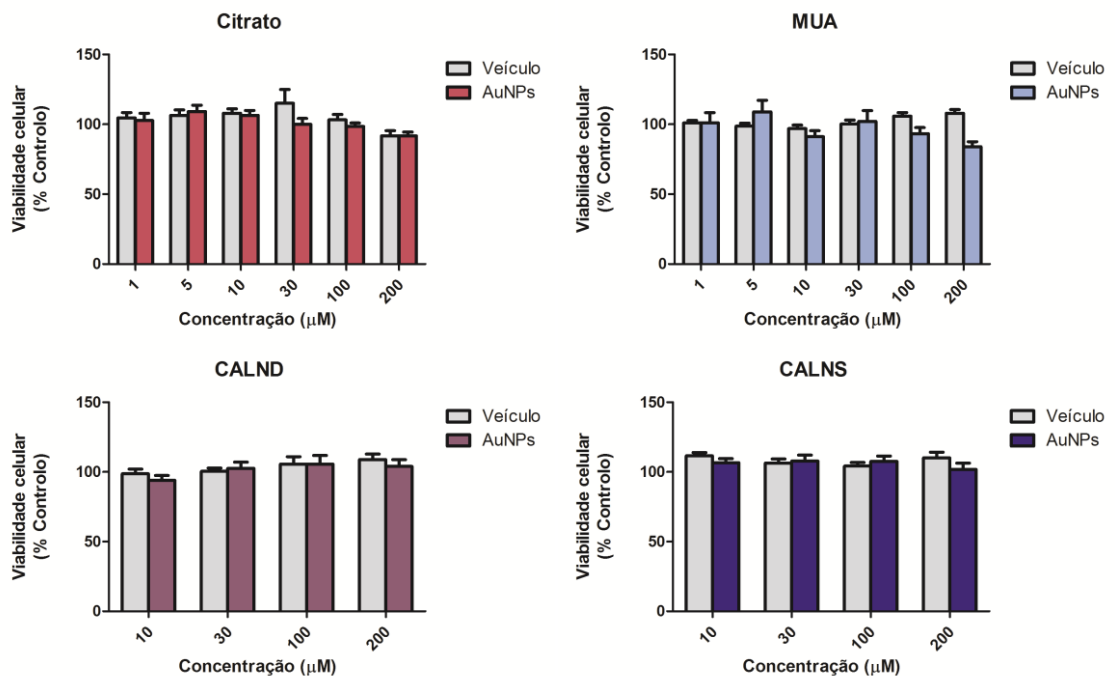 Citrato
150
100
50
0
Viabilidade celular
(% Controlo)
1 5 10 30 100 200
Concentração (μM)
Veículo
AuNPs
MUA
150
100
50
0
Viabilidade celular
(% Controlo)
1 5 10 30 100 200
Concentração (μM)
Veículo
AuNPs
CALND
150
100
50
0
Viabilidade celular
(% Controlo)
10 30 100 200
Concentração (μM)
Veículo
AuNPs
CALNS
150
100
50
0
Viabilidade celular
(% Controlo)
10 30 100 200
Concentração (μM)
Veículo
AuNPs